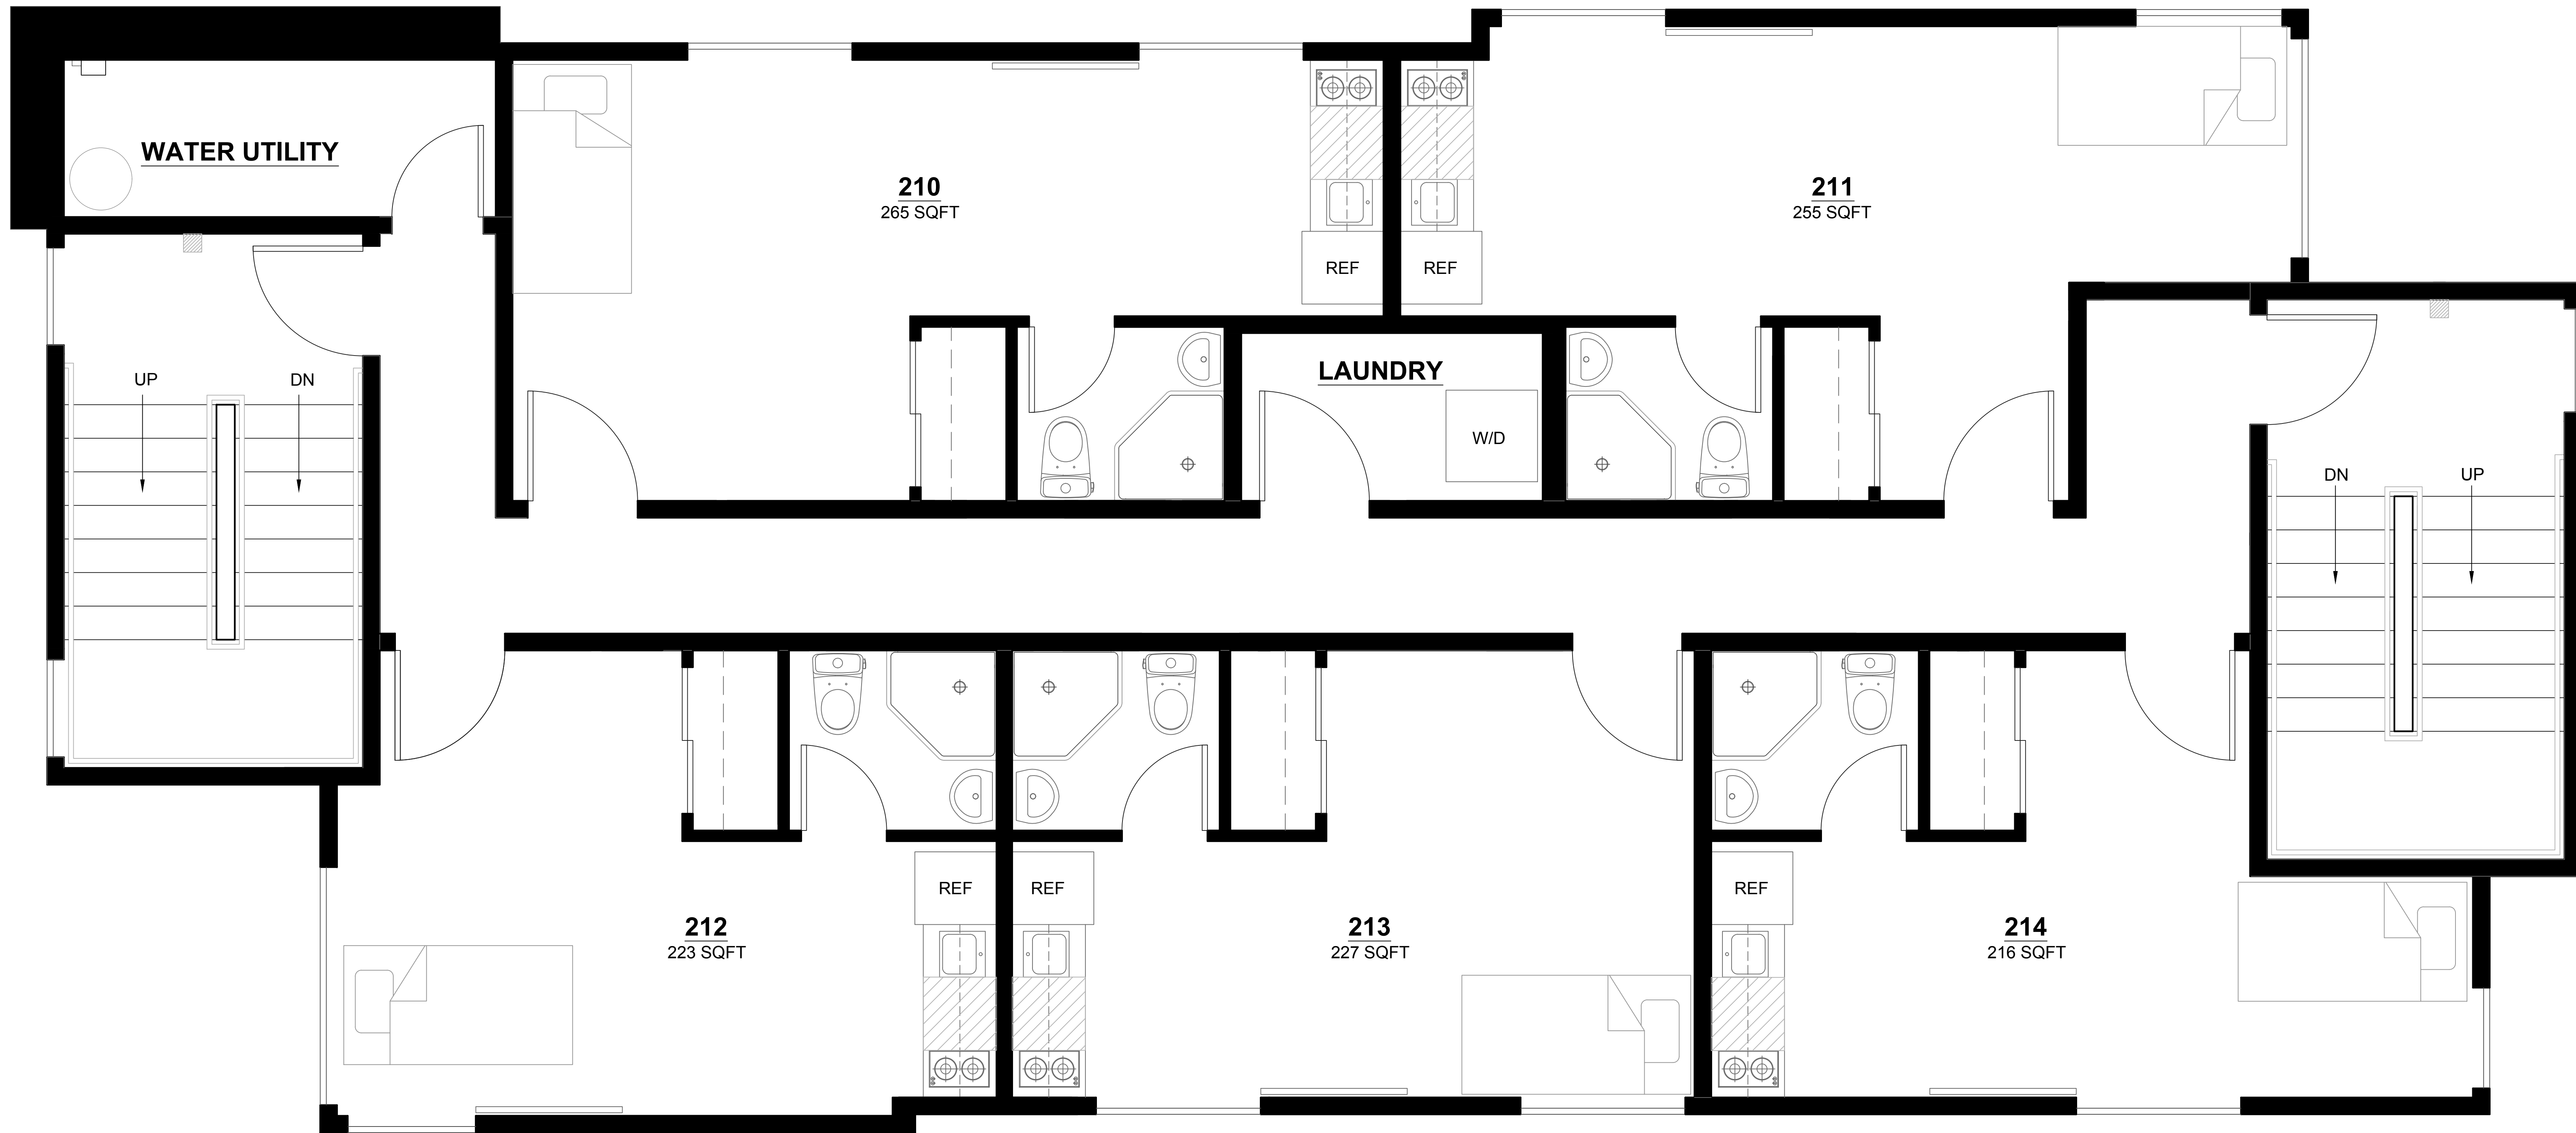 WATER UTILITY
210
265 SQFT
211
255 SQFT
REF
REF
UP
DN
LAUNDRY
W/D
DN
UP
REF
REF
REF
212
223 SQFT
213
227 SQFT
214
216 SQFT